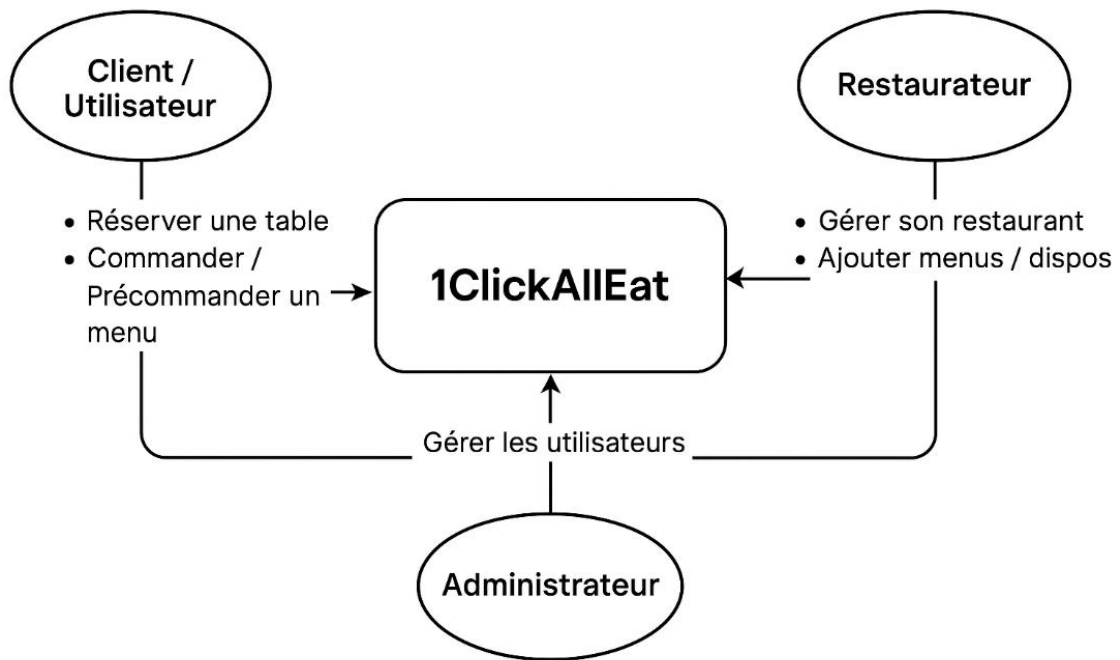 Client /
Utilisateur
Restaurateur
• Réserver une table
• Commander /
Précommander un
menu
1ClickAllEat
• Gérer son restaurant
• Ajouter menus / dispos
Gérer les utilisateurs
Administrateur